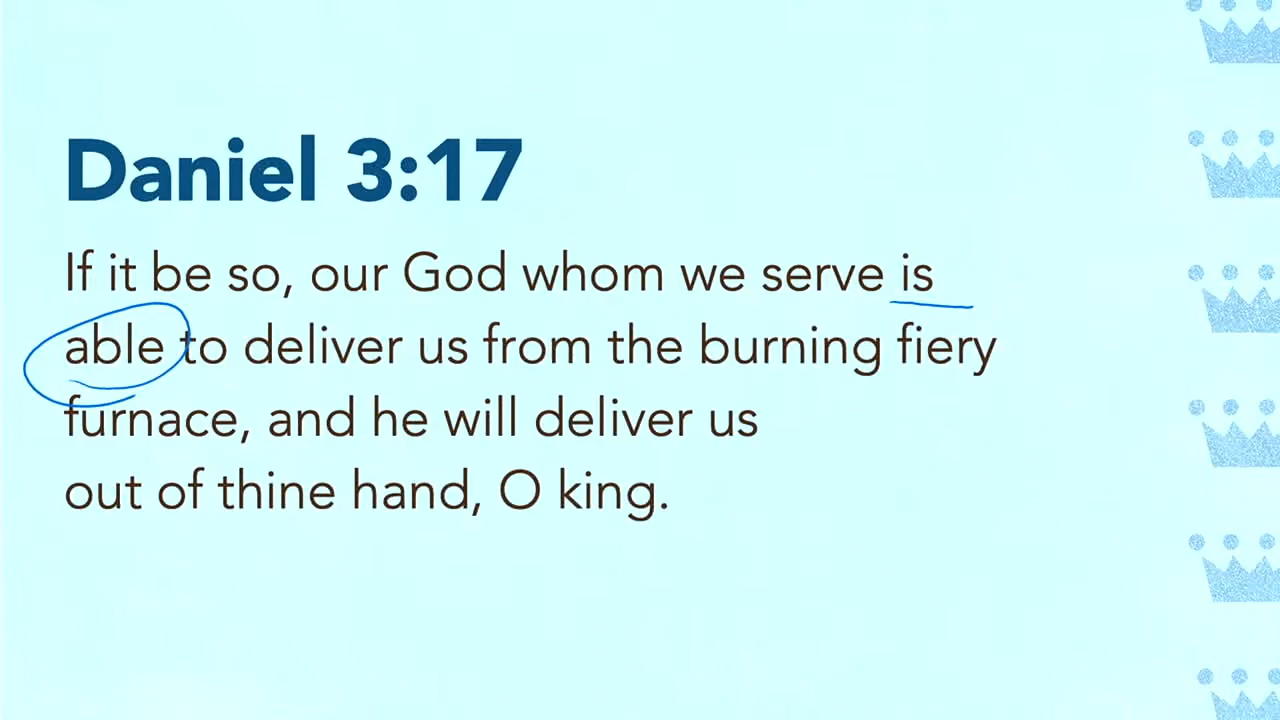 Daniel 3:17
If it be so, our God whom we serve is
able to deliver us from the burning fiery
furnace, and he will deliver us
out of thine hand, O king.